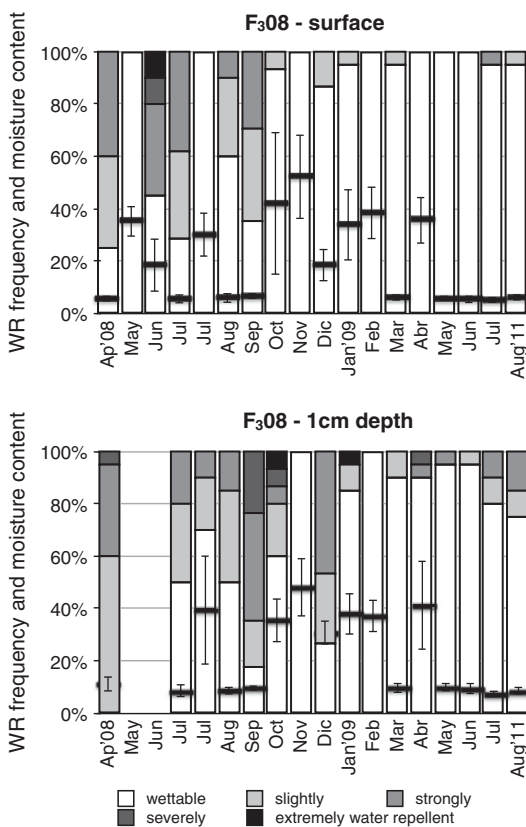 F₃08 - surface
WR frequency and moisture content
100%
80%
60%
40%
20%
0%
Ap'08 May Jun Jul Jul Aug Sep Oct Nov Dic Jan'09 Feb Mar Abr May Jun Jul Aug'11
F₃08 - 1cm depth
WR frequency and moisture content
100%
80%
60%
40%
20%
0%
Ap'08 May Jun Jul Jul Aug Sep Oct Nov Dic Jan'09 Feb Mar Abr May Jun Jul Aug'11
wettable slightly strongly
severely extremely water repellent